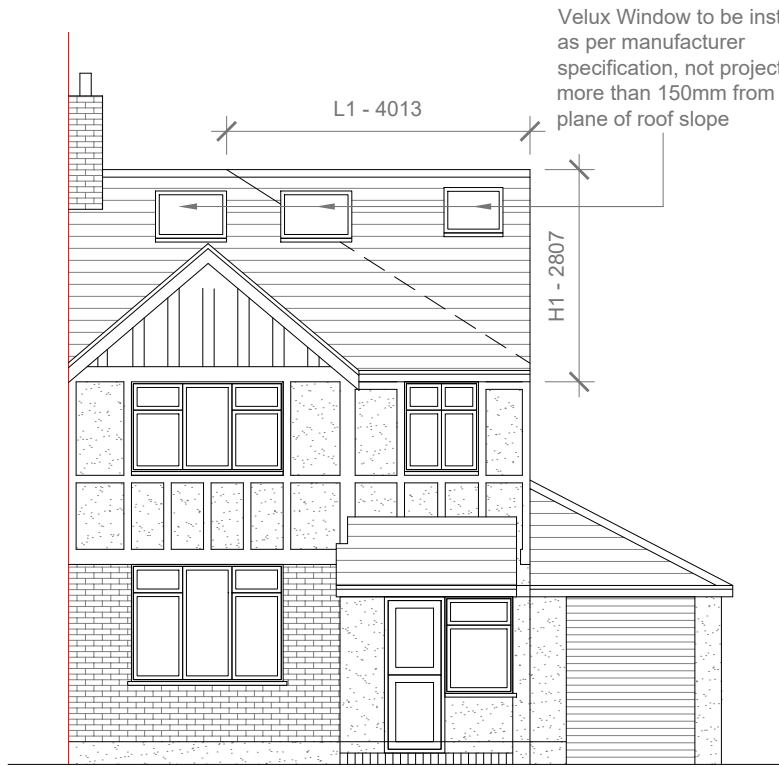 Velux Window to be inst
as per manufacturer
specification, not project
more than 150mm from
plane of roof slope
L1 - 4013
H1 - 2807